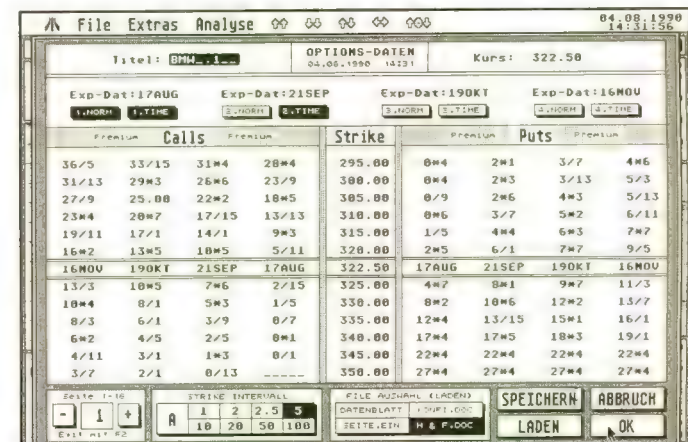 File Extras Analyse 04.08.1990 14:31:56
Titel: BMW_:1__ OPTIONS-DATEN 04.08.1990 14:31 Kurs: 322.50
Exp-Dat:17AUG Exp-Dat:21SEP Exp-Dat:19OKT Exp-Dat:16NOV
1.NORM 1.TIME 2.NORM 2.TIME 3.NORM 3.TIME 4.NORM 4.TIME
Premium Calls Premium Strike Premium Puts Premium
36/5 33/15 31*4 28*4 295.00 0*4 2*1 3/7 4*6
31/13 29*3 26*6 23/9 300.00 0*4 2*3 3/13 5/3
27/9 25.00 22*2 18*5 305.00 0/9 2*6 4*3 5/13
23*4 20*7 17/15 13/13 310.00 0*6 3/7 5*2 6/11
19/11 17/1 14/1 9*3 315.00 1/5 4*4 6*3 7*7
16*2 13*5 10*5 5/11 320.00 2*5 6/1 7*7 9/5
16NOV 19OKT 21SEP 17AUG 322.50 17AUG 21SEP 19OKT 16NOV
13/3 10*5 7*6 2/15 325.00 4*7 8*1 9*7 11/3
10*4 8/1 5*3 1/5 330.00 8*2 10*6 12*2 13/7
8/3 6/1 3/9 0/7 335.00 12*4 13/15 15*1 16/1
6*2 4/5 2/5 0*1 340.00 17*4 17*5 18*3 19/1
4/11 3/1 1*3 0/1 345.00 22*4 22*4 22*4 22*4
3/7 2/1 0/13 ----- 350.00 27*4 27*4 27*4 27*4
Seite 1-16 STRIKE INTERVALL FILE AUSWAHL (LADEN) SPEICHERN ABBRUCH
- 1 + A 1 2 2.5 5 DATENBLATT KONFI.DOC
10 20 50 100 SEITE.EIN H & F.DOC LADEN OK
Exit mit F2